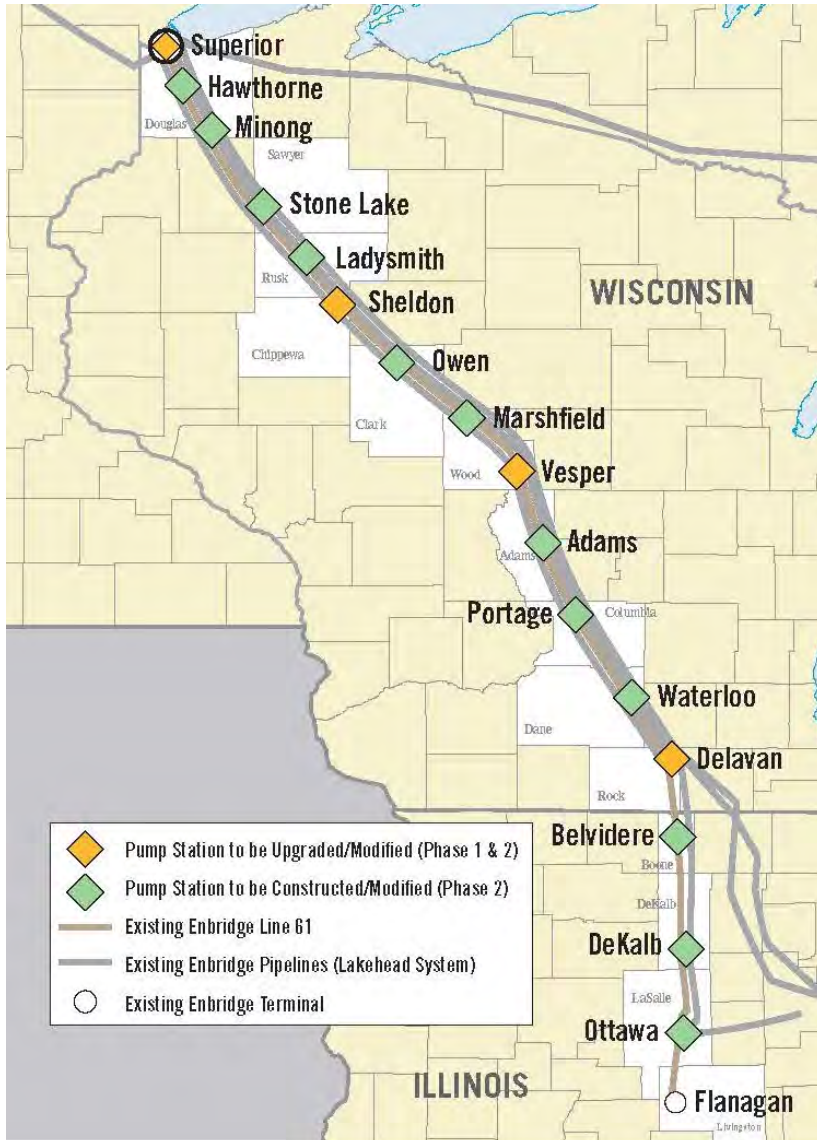 Superior
Hawthorne
Douglas
Minong
Sawyer
Stone Lake
Ladysmith
Rusk
Sheldon
WISCONSIN
Chippewa
Owen
Clark
Marshfield
Wood
Vesper
Adams
Adams
Portage
Columbia
Waterloo
Dane
Delavan
Rock
Belvidere
Boone
DeKalb
DeKalb
LaSalle
Ottawa
ILLINOIS
Flanagan
Livingston
Pump Station to be Upgraded/Modified (Phase 1 & 2)
Pump Station to be Constructed/Modified (Phase 2)
Existing Enbridge Line 61
Existing Enbridge Pipelines (Lakehead System)
Existing Enbridge Terminal